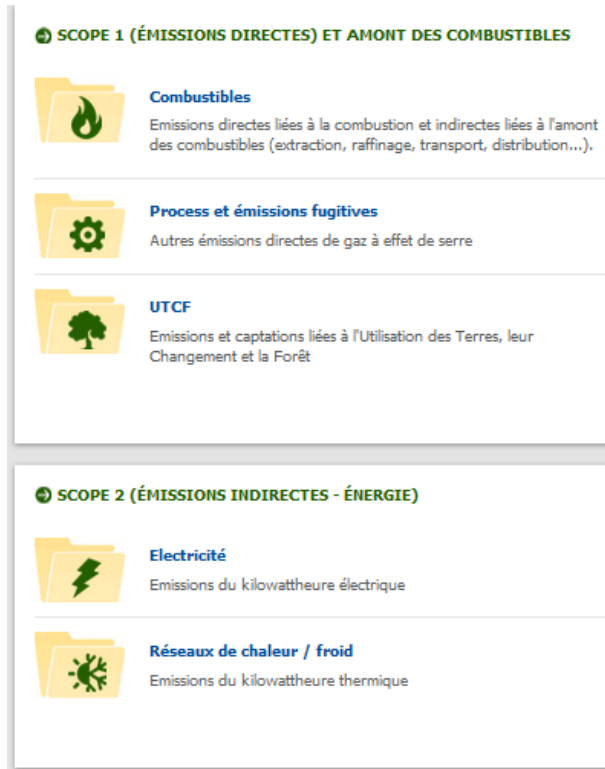 SCOPE 1 (ÉMISSIONS DIRECTES) ET AMONT DES COMBUSTIBLES
Combustibles
Emissions directes liées à la combustion et indirectes liées à l'amont
des combustibles (extraction, raffinage, transport, distribution...).
Process et émissions fugitives
Autres émissions directes de gaz à effet de serre
UTCF
Emissions et captations liées à l'Utilisation des Terres, leur
Changement et la Forêt
SCOPE 2 (ÉMISSIONS INDIRECTES - ÉNERGIE)
Electricité
Emissions du kilowattheure électrique
Réseaux de chaleur / froid
Emissions du kilowattheure thermique